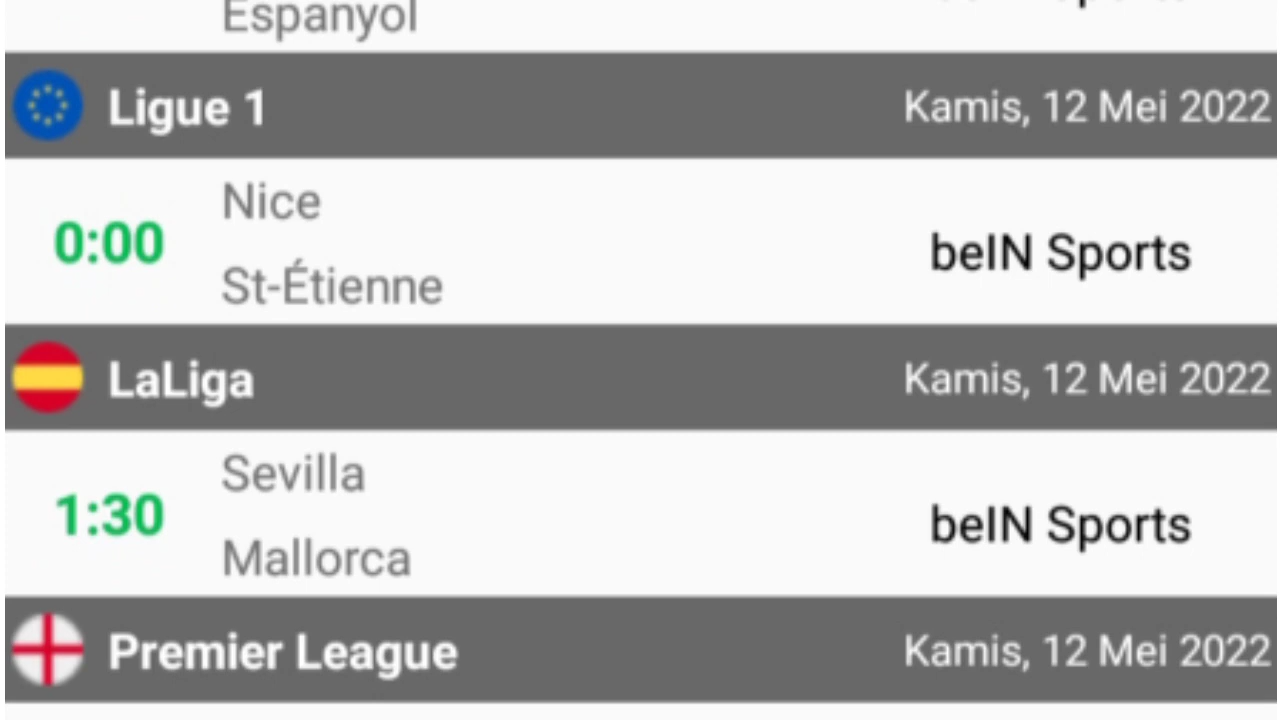 Espanyol
Ligue 1 Kamis, 12 Mei 2022
Nice
0:00 beIN Sports
St-Étienne
LaLiga Kamis, 12 Mei 2022
Sevilla
1:30 beIN Sports
Mallorca
Premier League Kamis, 12 Mei 2022